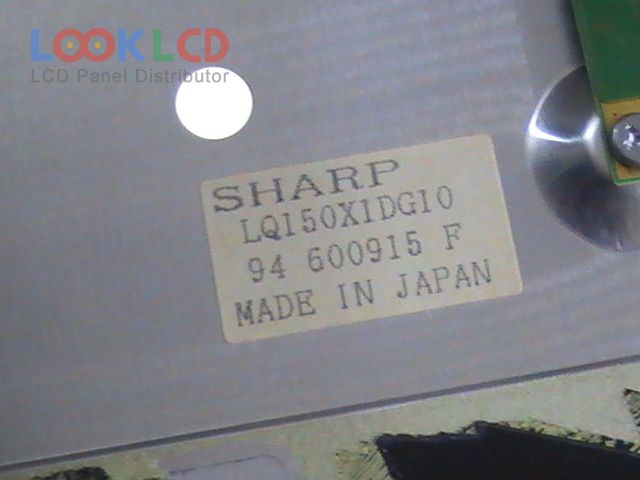 LOOK LCD
LCD Panel Distributor
SHARP
LQ150X1DG10
94 600915 F
MADE IN JAPAN